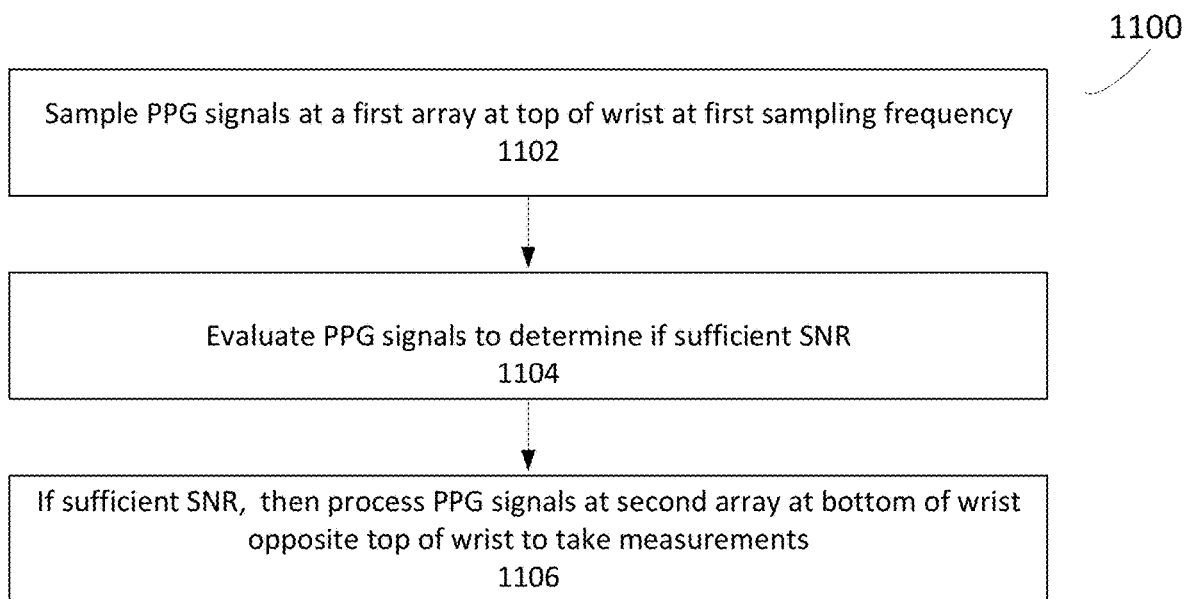 1100
Sample PPG signals at a first array at top of wrist at first sampling frequency
1102
Evaluate PPG signals to determine if sufficient SNR
1104
If sufficient SNR, then process PPG signals at second array at bottom of wrist
opposite top of wrist to take measurements
1106